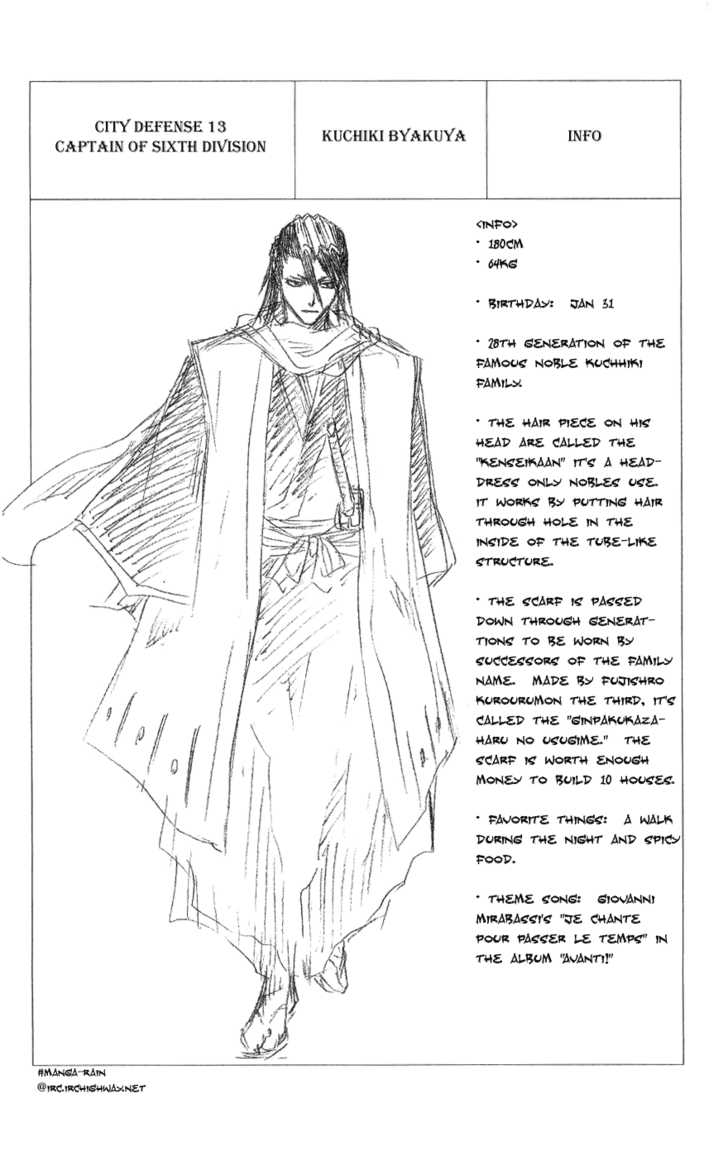 CITY DEFENSE 13
CAPTAIN OF SIXTH DIVISION
KUCHIKI BYAKUYA
INFO
<INFO>
· 180CM
· 64KG
· BIRTHDAY: JAN 31
· 28TH GENERATION OF THE
FAMOUS NOBLE KUCHHIKI
FAMILY.
· THE HAIR PIECE ON HIS
HEAD ARE CALLED THE
"KENSEIKAAN" IT'S A HEAD-
DRESS ONLY NOBLES USE.
IT WORKS BY PUTTING HAIR
THROUGH HOLE IN THE
INSIDE OF THE TUBE-LIKE
STRUCTURE.
· THE SCARF IS PASSED
DOWN THROUGH GENERAT-
TIONS TO BE WORN BY
SUCCESSORS OF THE FAMILY
NAME. MADE BY FUJISHRO
KUROURUMON THE THIRD, IT'S
CALLED THE "GINPAKUKAZA-
HARU NO USUGIME." THE
SCARF IS WORTH ENOUGH
MONEY TO BUILD 10 HOUSES.
· FAVORITE THINGS: A WALK
DURING THE NIGHT AND SPICY
FOOD.
· THEME SONG: GIOVANNI
MIRABASSI'S "JE CHANTE
POUR PASSER LE TEMPS" IN
THE ALBUM "AVANTI!"
#MANGA-RAIN
@IRC.IRCHIGHWAY.NET